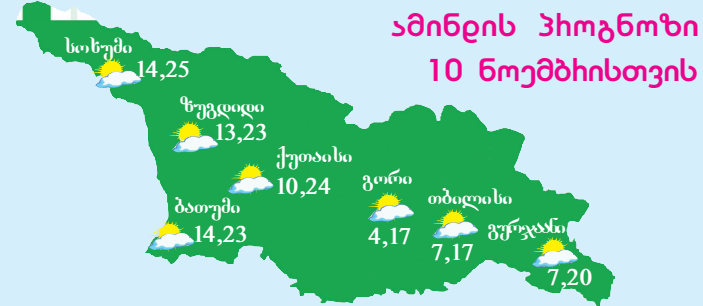 ამინდის პროგნოზი
10 ნოემბრისთვის
სოხუმი
14,25
ზუგდიდი
13,23
ქუთაისი
10,24
გორი
4,17
თბილისი
7,17
ბათუმი
14,23
გურჯაანი
7,20